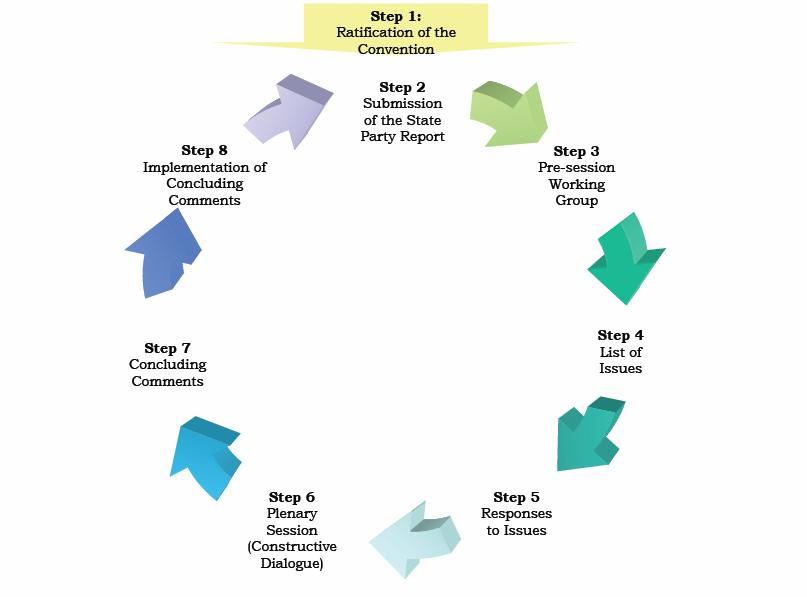 Step 1:
Ratification of the
Convention
Step 2
Submission
of the State
Party Report
Step 3
Pre-session
Working
Group
Step 4
List of
Issues
Step 5
Responses
to Issues
Step 6
Plenary
Session
(Constructive
Dialogue)
Step 7
Concluding
Comments
Step 8
Implementation of
Concluding
Comments